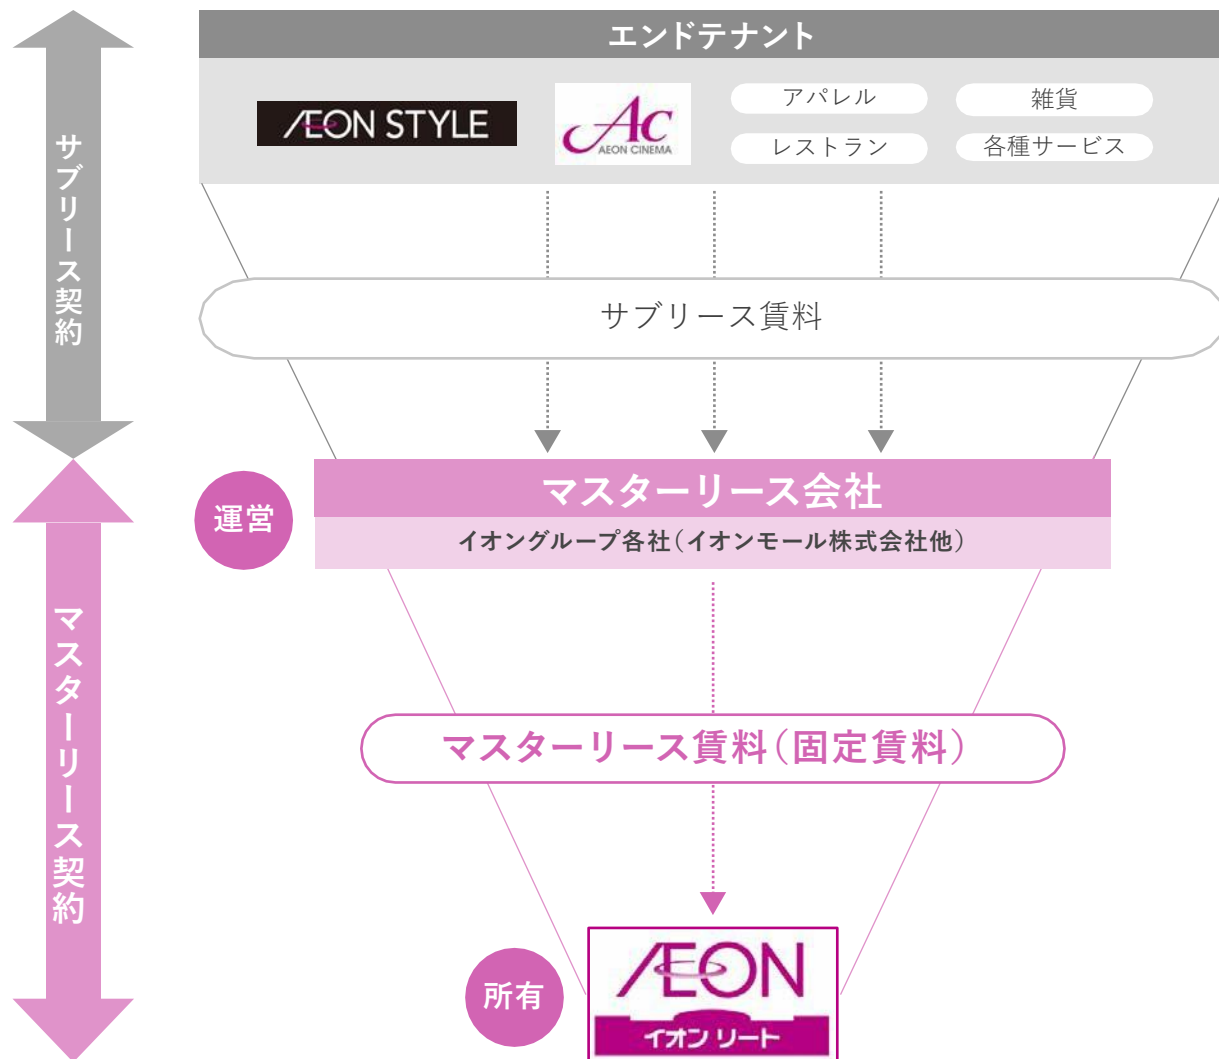 エンドテナント
ÆON STYLE
AC
AEON CINEMA
アパレル
雑貨
レストラン
各種サービス
サブリース契約
サブリース賃料
運営
マスターリース会社
イオングループ各社（イオンモール株式会社他）
マスターリース契約
マスターリース賃料（固定賃料）
所有
ÆON
イオン リート